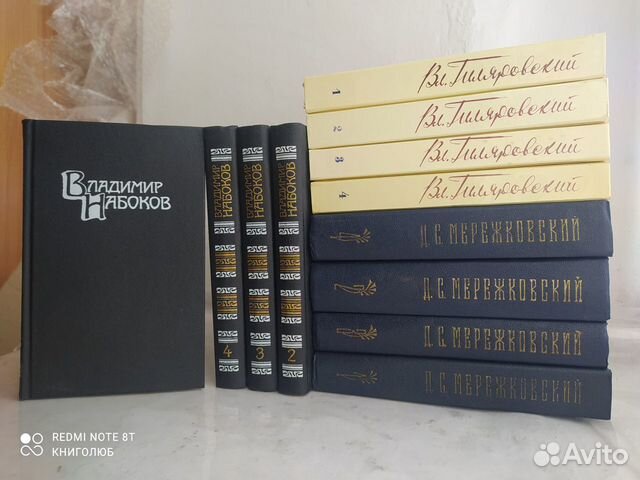 ВЛАДИМИР
НАБОКОВ
ВЛАДИМИР
НАБОКОВ
4
ВЛАДИМИР
НАБОКОВ
3
ВЛАДИМИР
НАБОКОВ
2
1 Вл. Гиляровский
2 Вл. Гиляровский
3 Вл. Гиляровский
4 Вл. Гиляровский
Д.С. МЕРЕЖКОВСКИЙ
Д.С. МЕРЕЖКОВСКИЙ
Д.С. МЕРЕЖКОВСКИЙ
Д.С. МЕРЕЖКОВСКИЙ
REDMI NOTE 8T
КНИГОЛЮБ
Avito